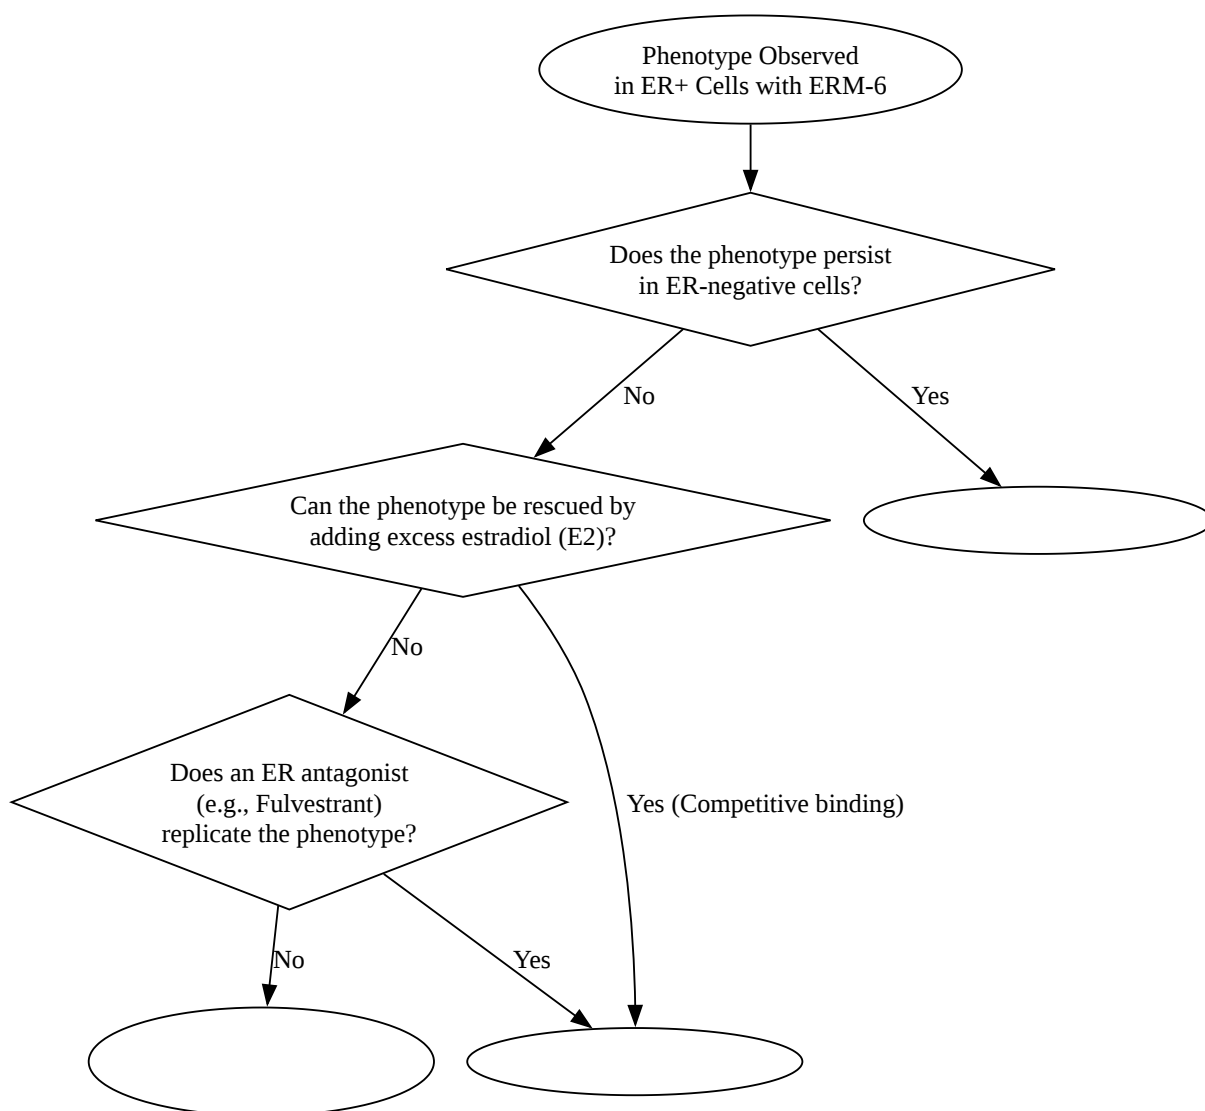 Phenotype Observed
in ER+ Cells with ERM-6
Does the phenotype persist
in ER-negative cells?
No
Yes
Can the phenotype be rescued by
adding excess estradiol (E2)?
No
Does an ER antagonist
(e.g., Fulvestrant)
replicate the phenotype?
Yes (Competitive binding)
No
Yes